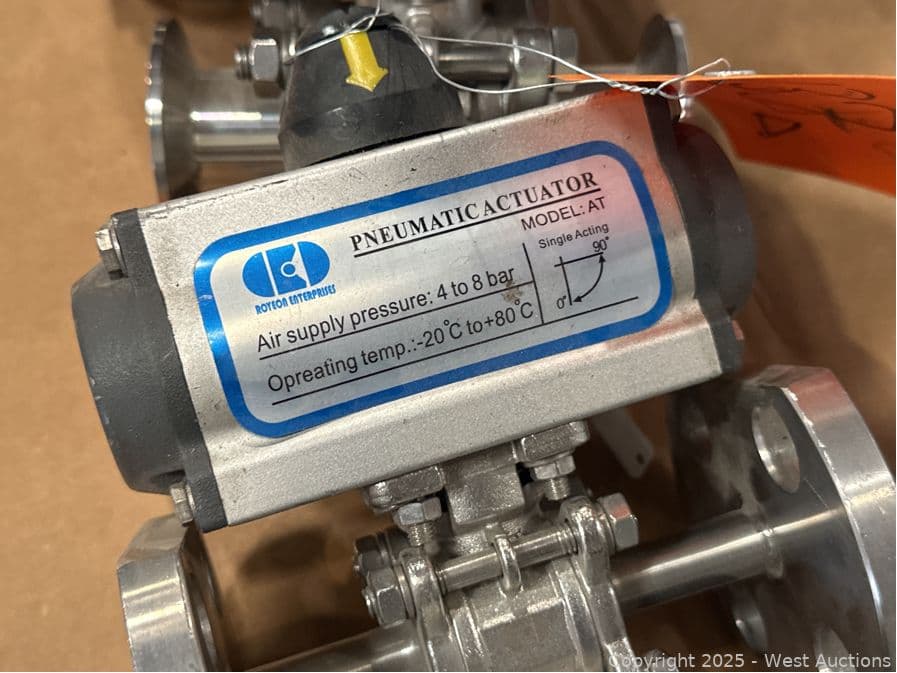 PNEUMATIC ACTUATOR
MODEL: AT
ROYEON ENTERPRISES
Single Acting
90°
0°
Air supply pressure: 4 to 8 bar
Opreating temp.:-20°C to+80°C
Copyright 2025 - West Auctions